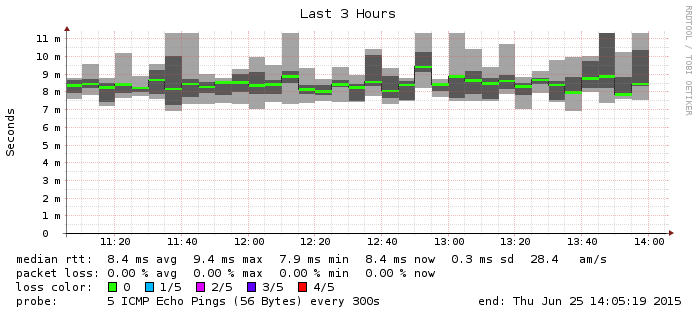 Last 3 Hours
RRDTOOL / TOBI OETIKER
Seconds
11 m
10 m
9 m
8 m
7 m
6 m
5 m
4 m
3 m
2 m
1 m
0
11:20 11:40 12:00 12:20 12:40 13:00 13:20 13:40 14:00
median rtt: 8.4 ms avg 9.4 ms max 7.9 ms min 8.4 ms now 0.3 ms sd 28.4 am/s
packet loss: 0.00 % avg 0.00 % max 0.00 % min 0.00 % now
loss color: 0 1/5 2/5 3/5 4/5
probe: 5 ICMP Echo Pings (56 Bytes) every 300s end: Thu Jun 25 14:05:19 2015